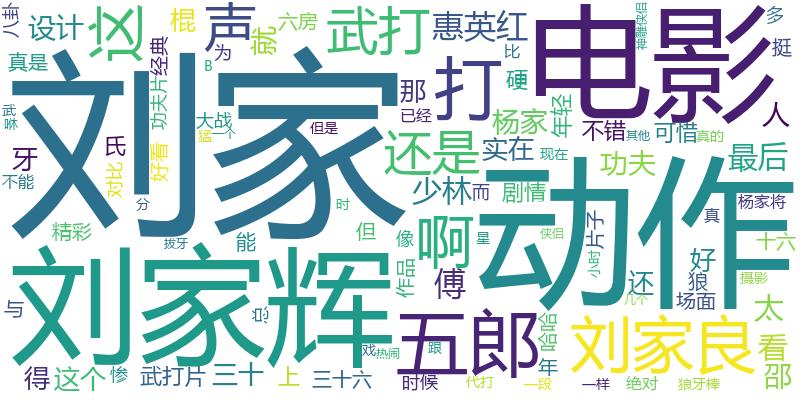 刘家
电影
动作
刘家辉
刘家良
五郎
武打
打
这
声
惠英红
还是
啊
傅
八卦
设计
真是
经典
棍
六房
就
为
B
功夫片
武
大战
猛
一个
好看
氏
对比
牙
不能
那
已经
但是
硬
比
神雕侠侣
多
挺
年轻
人
杨家
不错
可惜
其他
真的
实在
功夫
现在
最后
少林
而
剧情
杨家将
片子
小时
真
十六
星
侠侣
还
好
狼
场面
摄影
几个
太
看
邵
精彩
分
时
拔牙
能
但
像
作品
与
总
哈哈
戏
热闹
跟
年
得
这个
惨
武打片
三十
上
三十六
时候
代打
一段
一样
绝对
狼牙棒